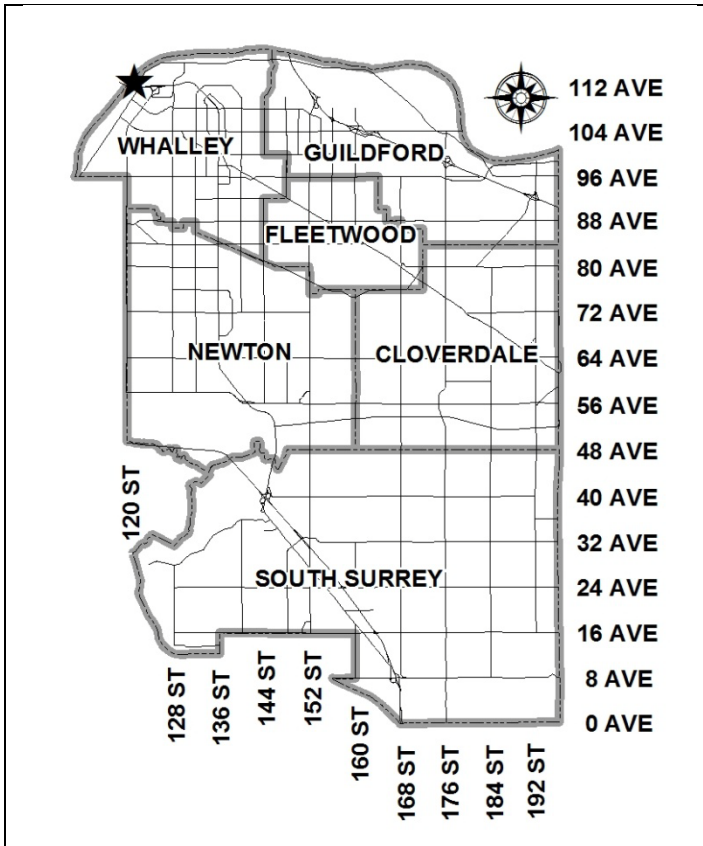 112 AVE
104 AVE
WHALLEY
GUILDFORD
96 AVE
88 AVE
FLEETWOOD
80 AVE
72 AVE
NEWTON
CLOVERDALE
64 AVE
56 AVE
48 AVE
120 ST
40 AVE
32 AVE
SOUTH SURREY
24 AVE
16 AVE
8 AVE
0 AVE
128 ST
136 ST
144 ST
152 ST
160 ST
168 ST
176 ST
184 ST
192 ST